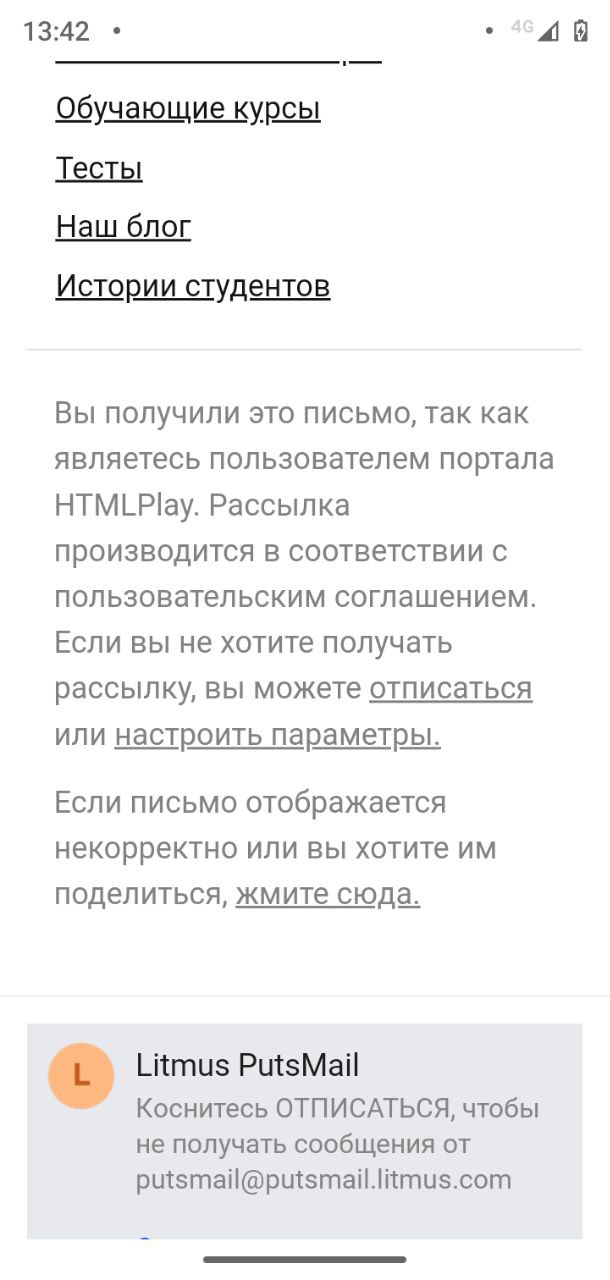 13:42
4G
Обучающие курсы
Тесты
Наш блог
Истории студентов
Вы получили это письмо, так как
являетесь пользователем портала
HTMLPlay. Рассылка
производится в соответствии с
пользовательским соглашением.
Если вы не хотите получать
рассылку, вы можете отписаться
или настроить параметры.
Если письмо отображается
некорректно или вы хотите им
поделиться, жмите сюда.
L
Litmus PutsMail
Коснитесь ОТПИСАТЬСЯ, чтобы
не получать сообщения от
putsmail@putsmail.litmus.com